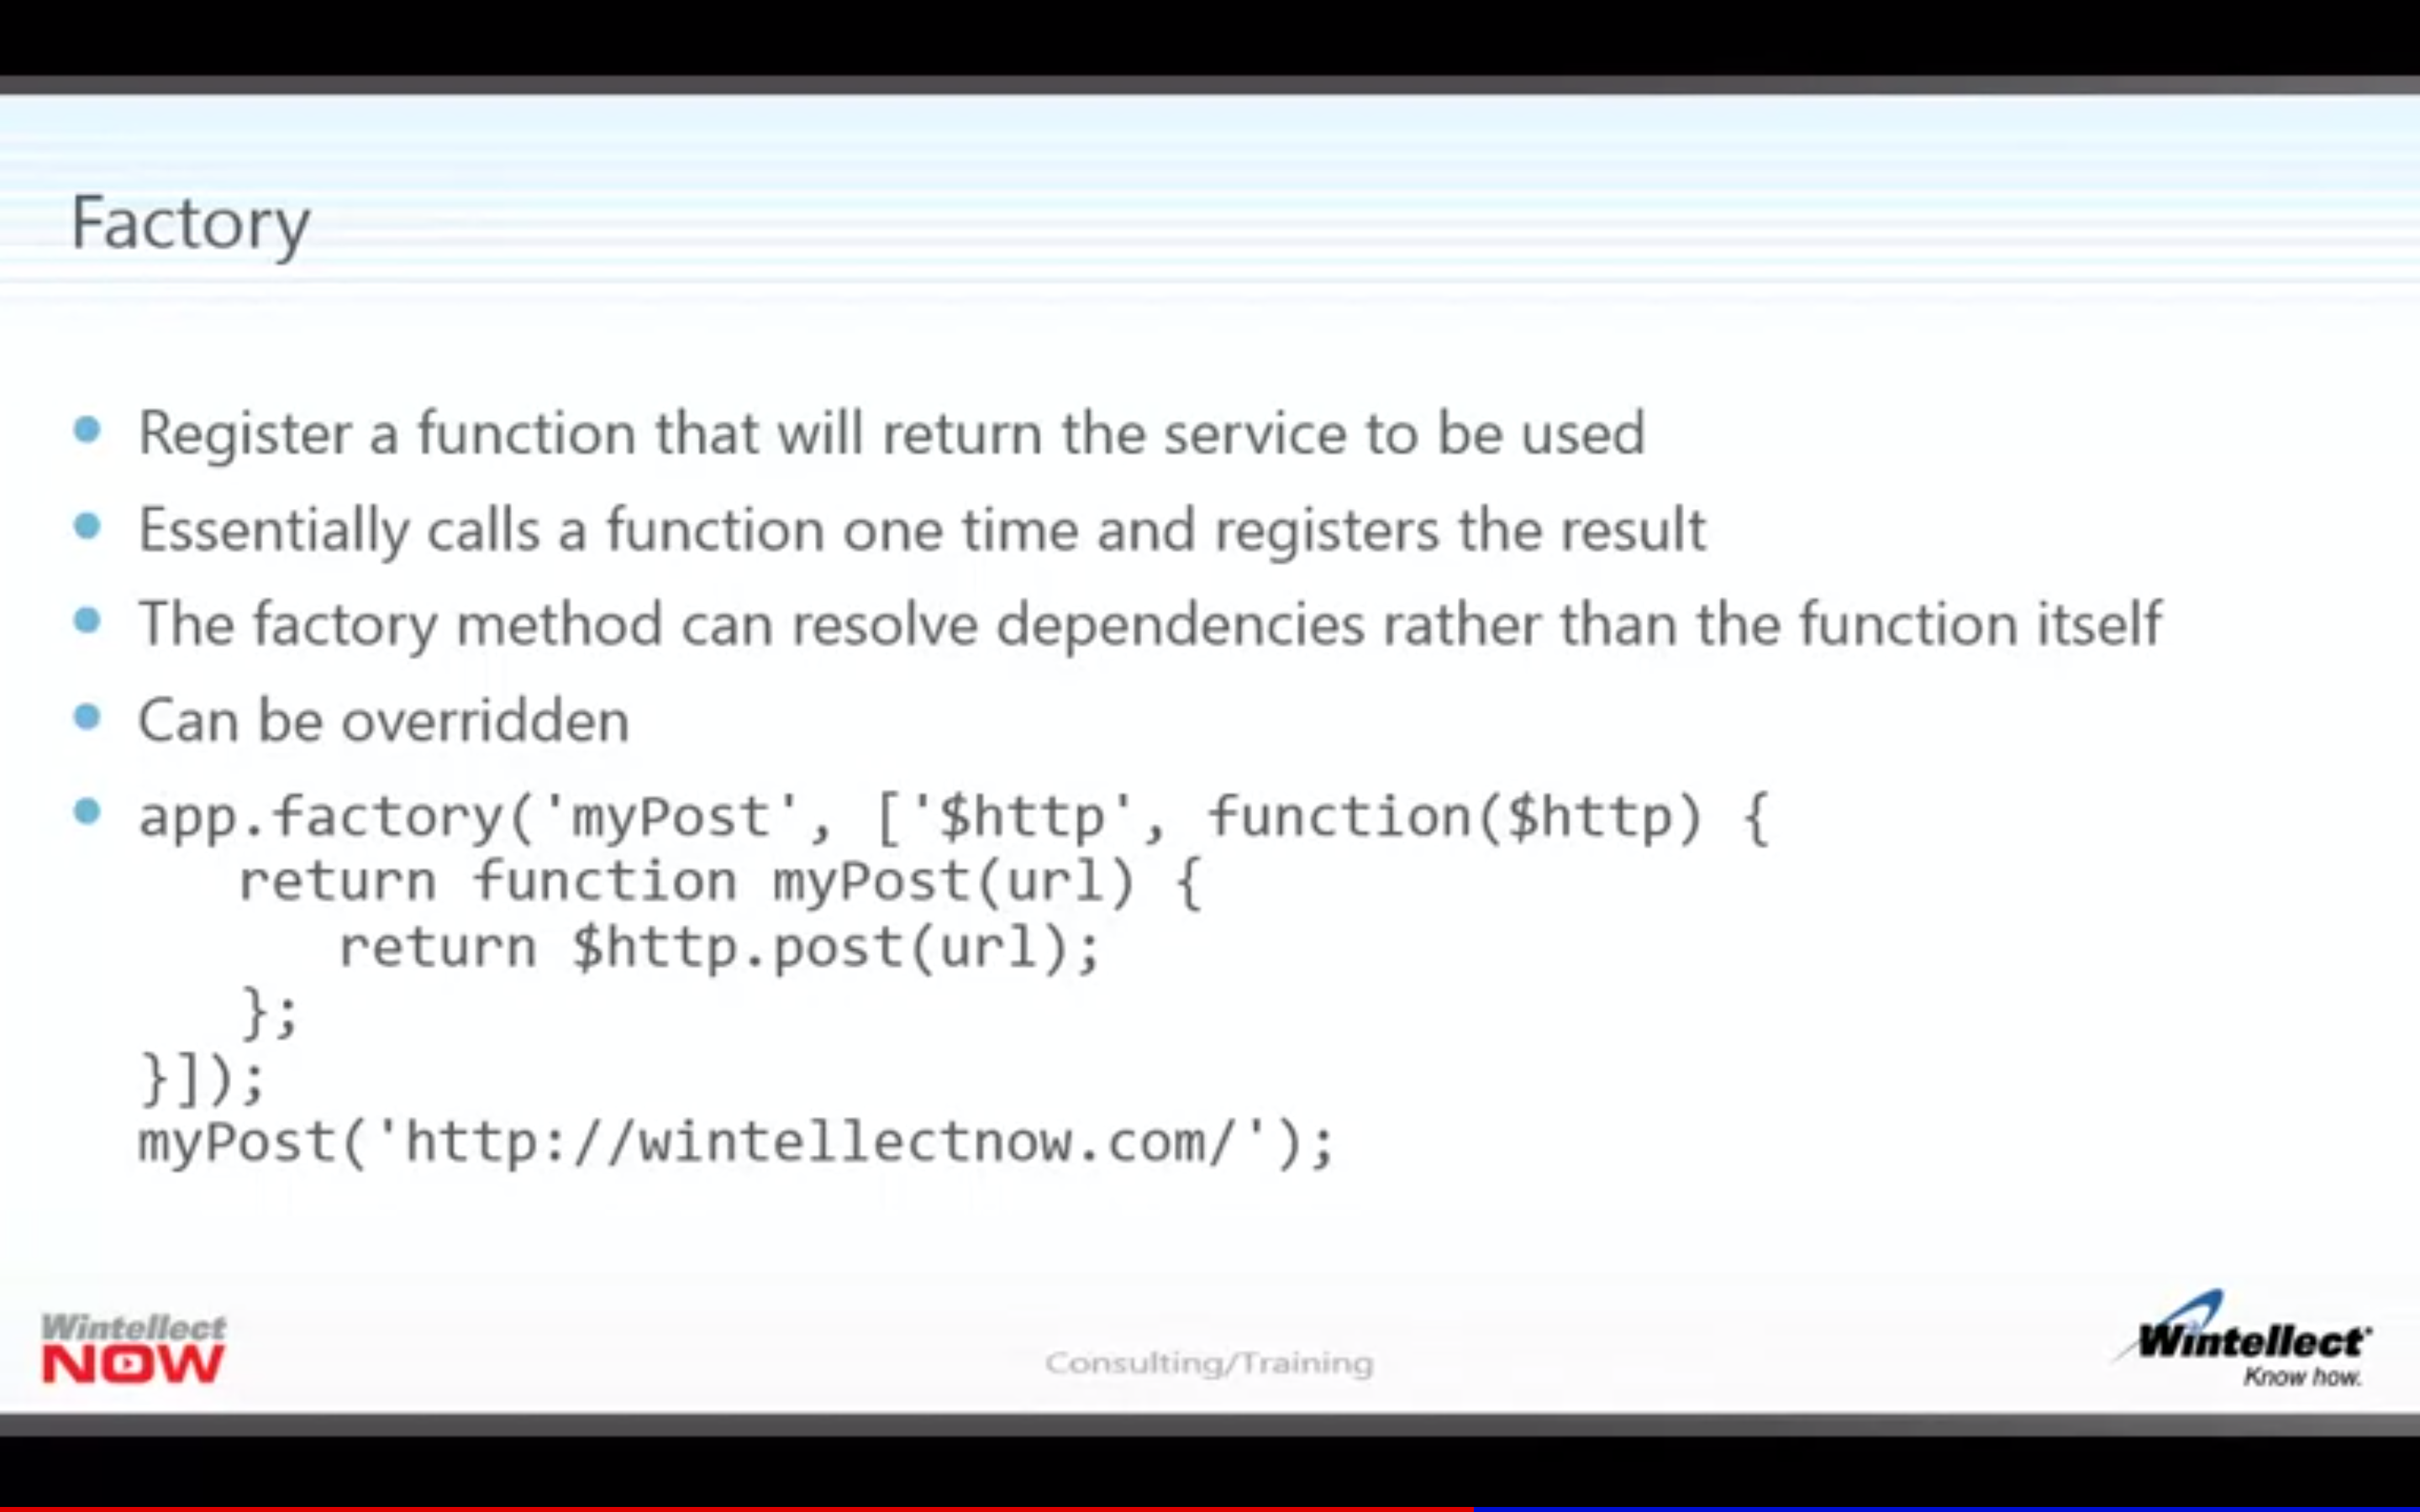 Factory
Register a function that will return the service to be used
Essentially calls a function one time and registers the result
The factory method can resolve dependencies rather than the function itself
Can be overridden
app.factory('myPost', ['$http', function($http) {
return function myPost(url) {
return $http.post(url);
};
}]);
myPost('http://wintellectnow.com/');
Wintellect
NOW
Consulting/Training
Wintellect
Know how.